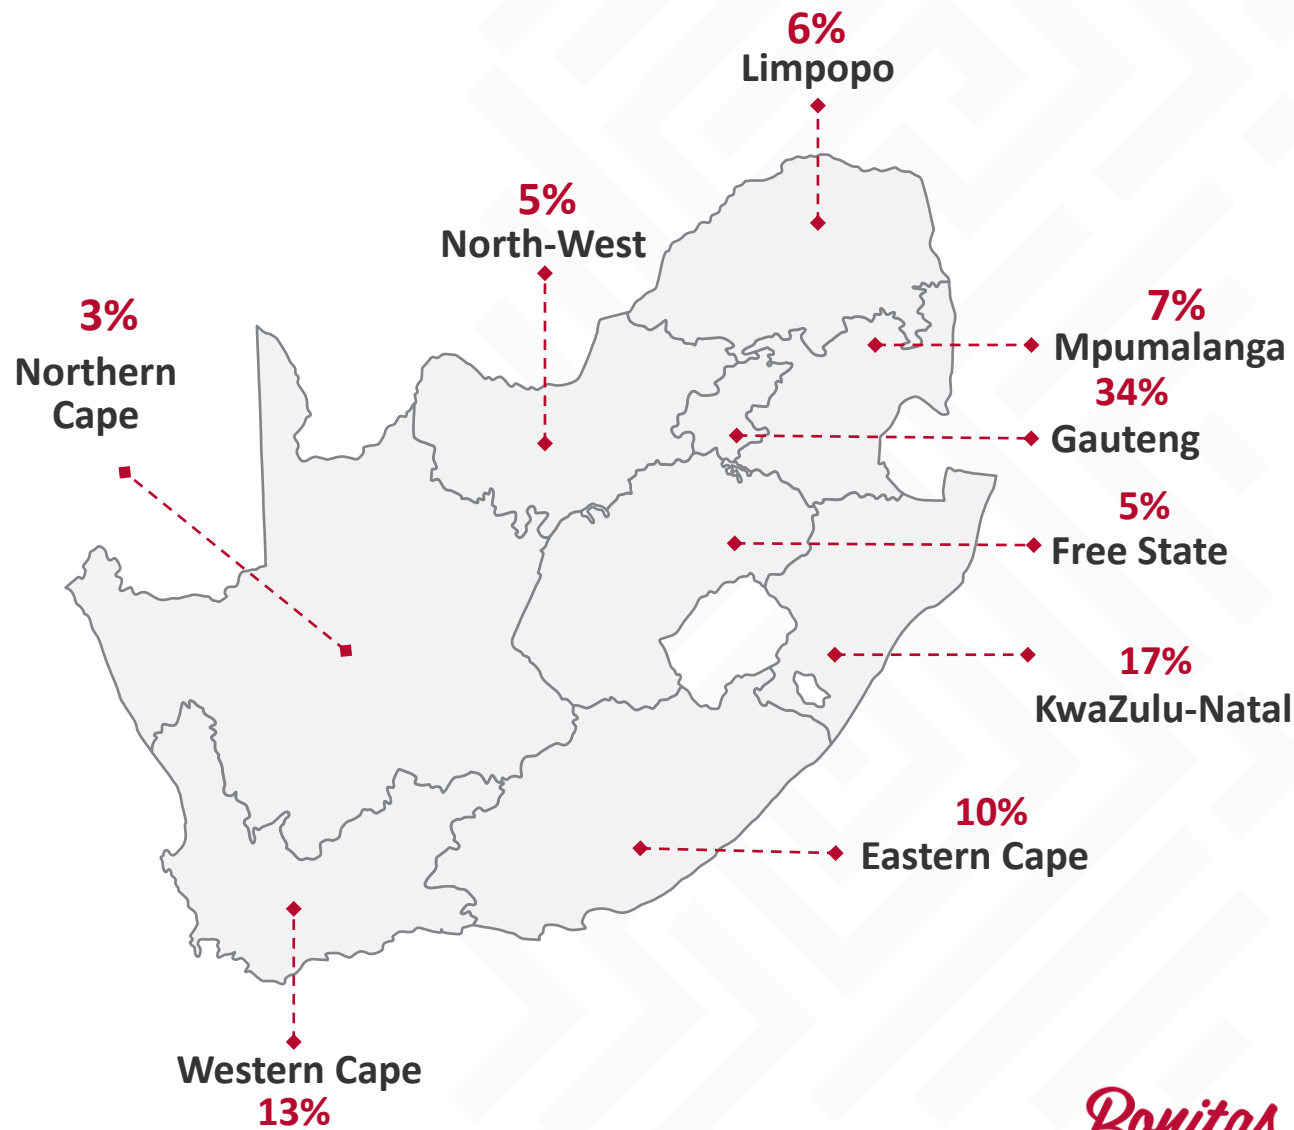 6%
Limpopo
5%
North-West
3%
Northern
Cape
7%
Mpumalanga
34%
Gauteng
5%
Free State
17%
KwaZulu-Natal
10%
Eastern Cape
Western Cape
13%
Bonitas